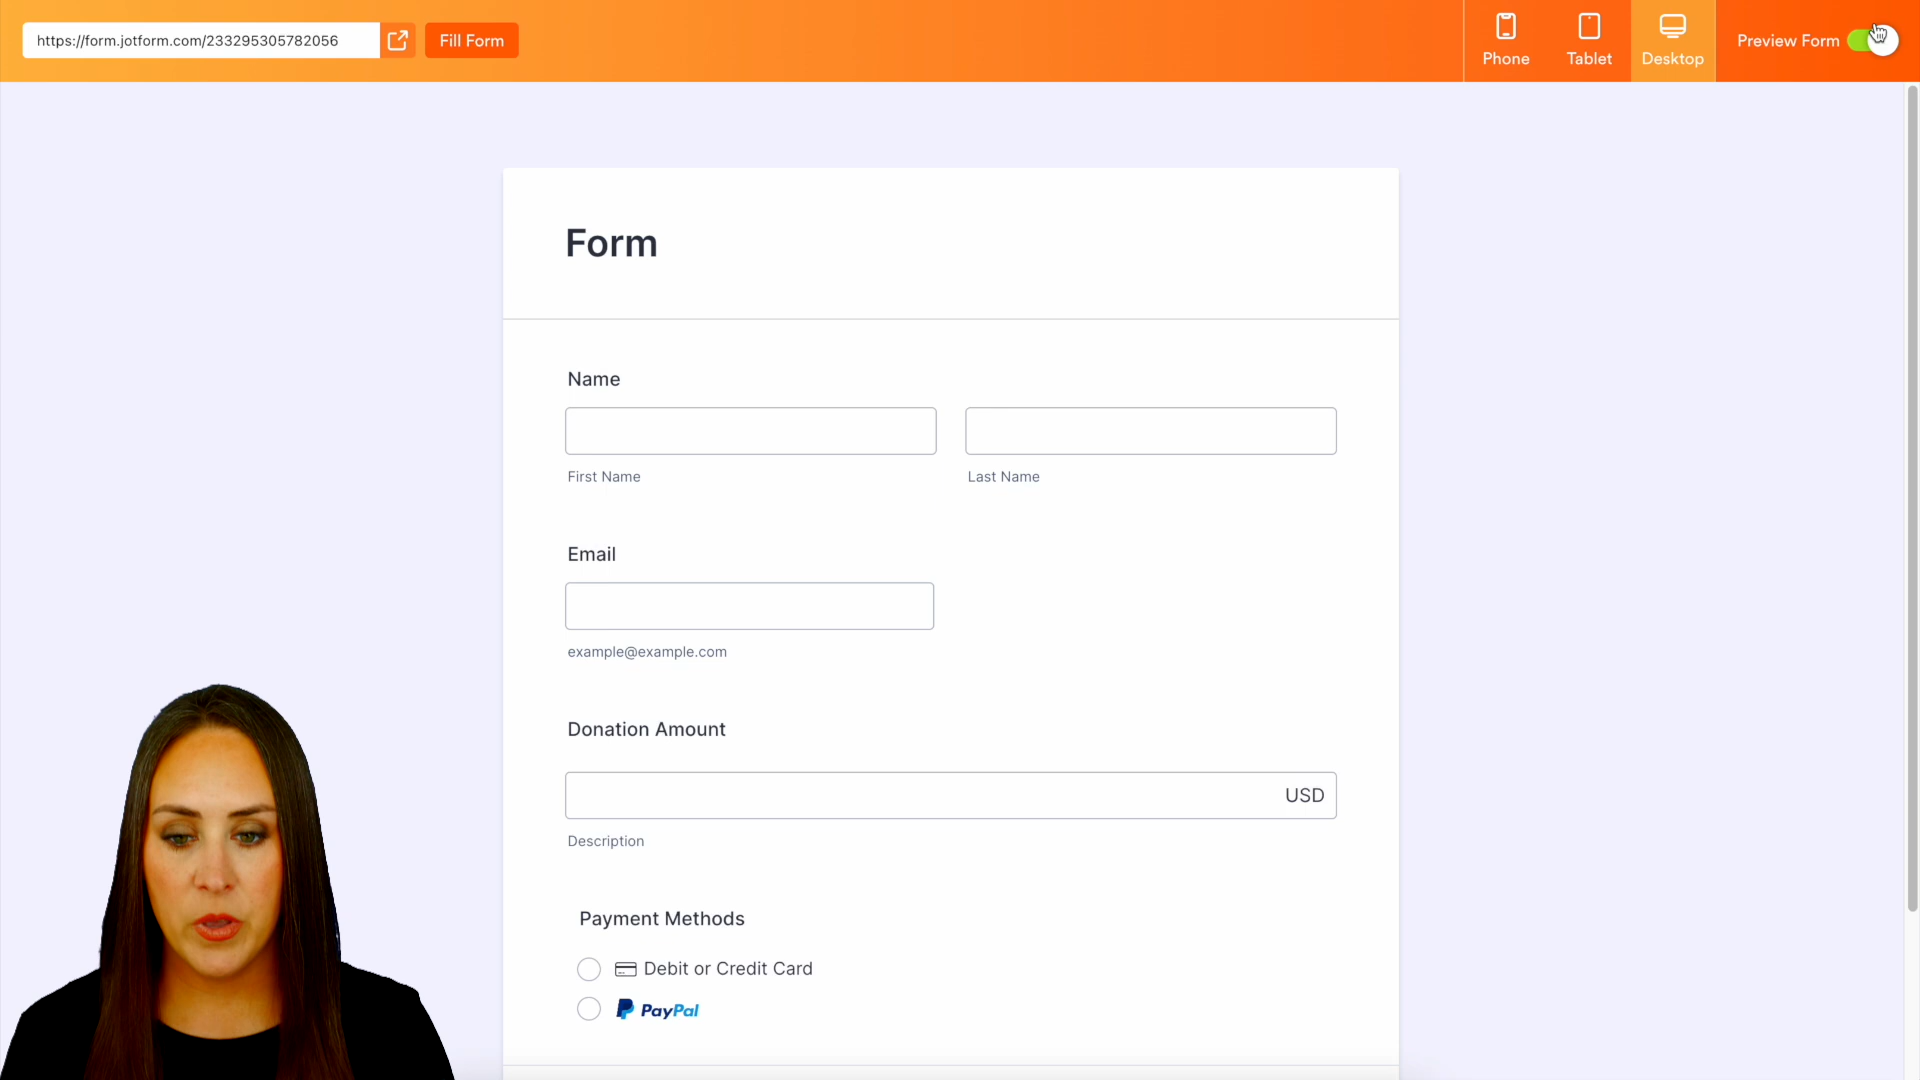 https://form.jotform.com/233295305782056
Fill Form
Phone
Tablet
Desktop
Preview Form
Form
Name
First Name
Last Name
Email
example@example.com
Donation Amount
USD
Description
Payment Methods
Debit or Credit Card
PayPal